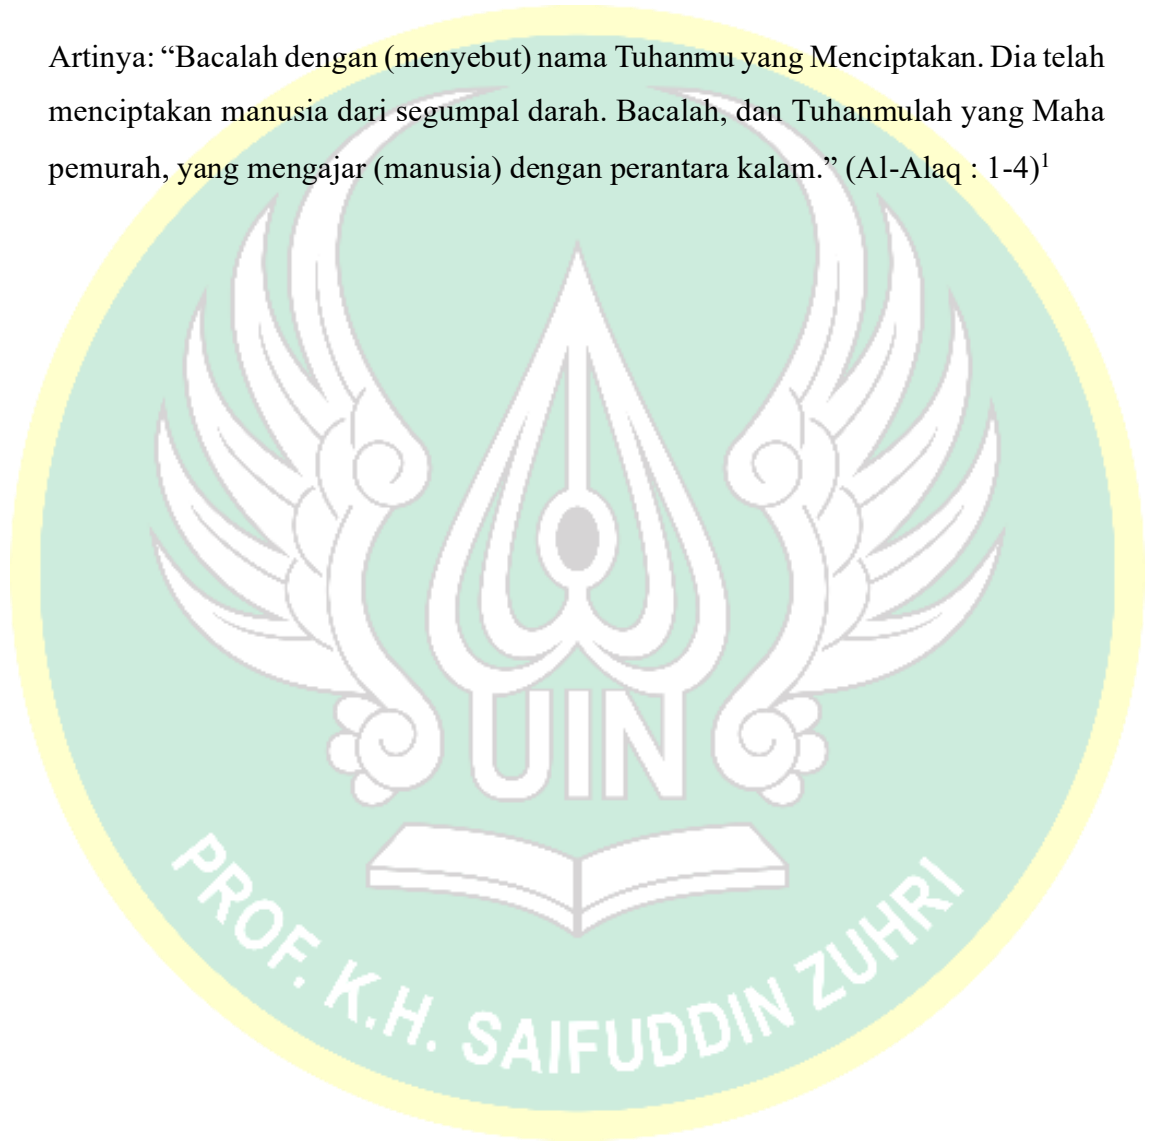 Artinya: “Bacalah dengan (menyebut) nama Tuhanmu yang Menciptakan. Dia telah
menciptakan manusia dari segumpal darah. Bacalah, dan Tuhanmulah yang Maha
pemurah, yang mengajar (manusia) dengan perantara kalam.” (Al-Alaq : 1-4)1
UIN
PROF. K.H. SAIFUDDIN ZUHRI